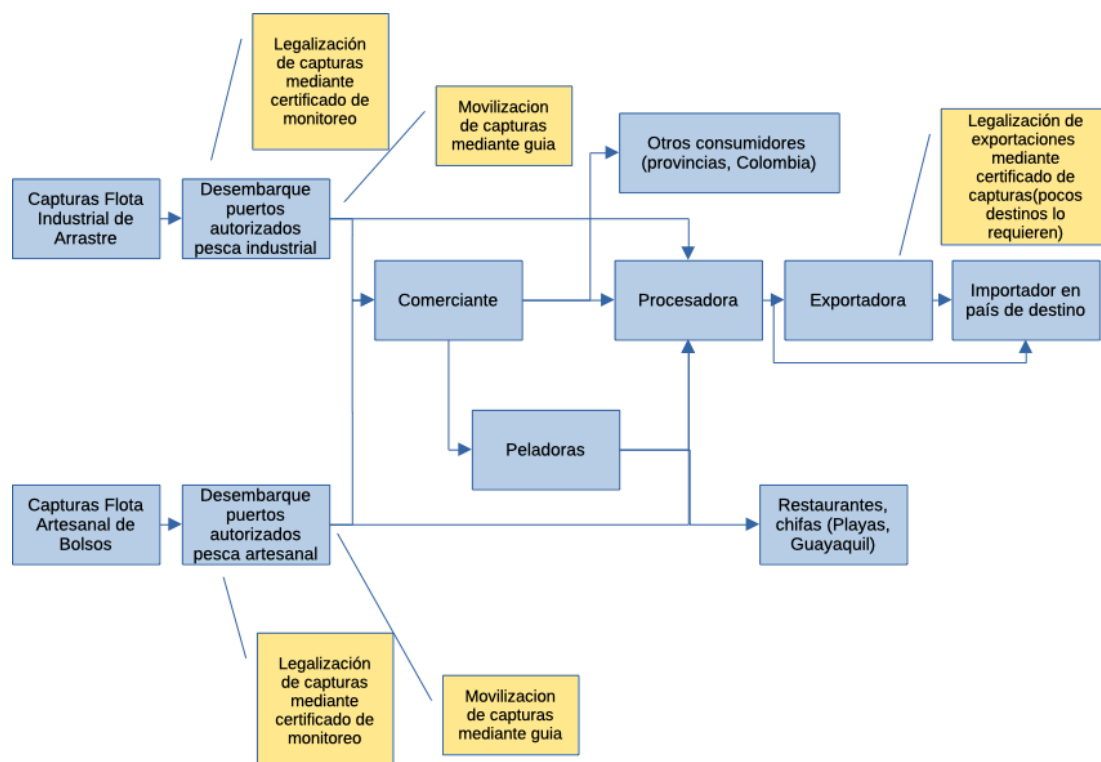 Legalización
de capturas
mediante
certificado de
monitoreo
Movilizacion
de capturas
mediante guia
Otros consumidores
(provincias, Colombia)
Legalización de
exportaciones
mediante
certificado de
capturas(pocos
destinos lo
requieren)
Capturas Flota
Industrial de
Arrastre
Desembarque
puertos
autorizados
pesca industrial
Comerciante
Procesadora
Exportadora
Importador en
país de destino
Peladoras
Capturas Flota
Artesanal de
Bolsos
Desembarque
puertos
autorizados
pesca artesanal
Restaurantes,
chifas (Playas,
Guayaquil)
Legalización
de capturas
mediante
certificado de
monitoreo
Movilizacion
de capturas
mediante guia